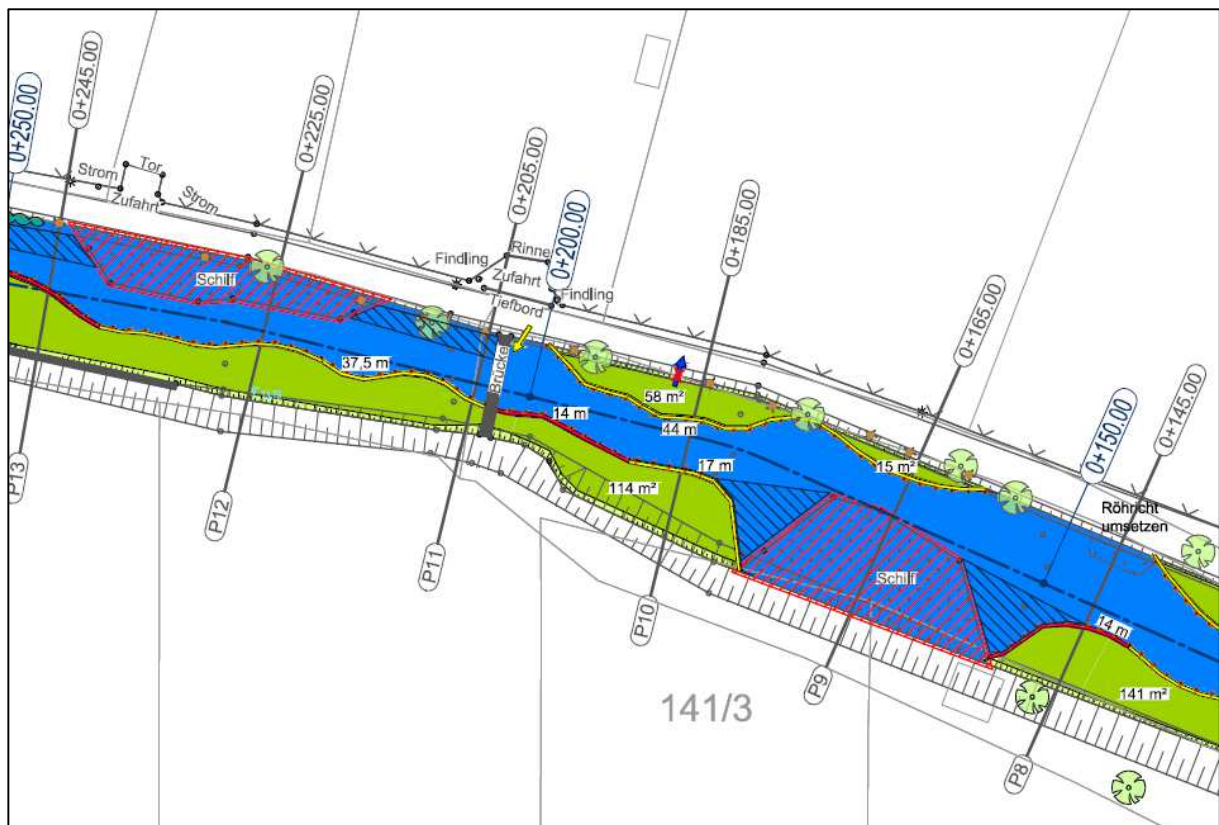 0+250.00
0+245.00
0+225.00
0+205.00
0+200.00
0+185.00
0+165.00
0+150.00
0+145.00
Strom
Tor
Zufahrt
Strom
Findling
Rinne
Zufahrt
Tiefbord
Findling
Schilf
Brücke
37,5 m
14 m
58 m²
44 m
17 m
15 m²
114 m²
Röhricht
umsetzen
Schilf
14 m
141 m²
141/3
P13
P12
P11
P10
P9
P8